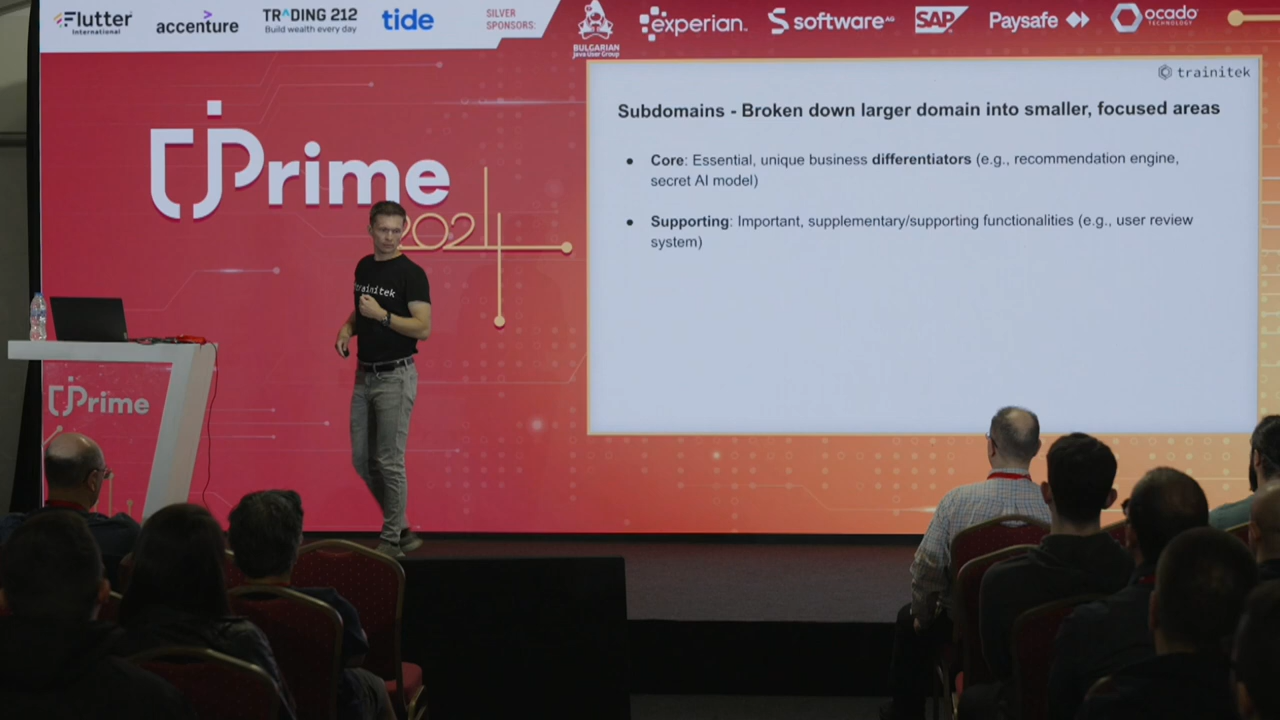 Flutter
International
accenture
TRADING 212
Build wealth every day
tide
SILVER
SPONSORS:
BULGARIAN
Java User Group
experian.
software AG
SAP
Paysafe
ocado
TECHNOLOGY
trainitek
Subdomains - Broken down larger domain into smaller, focused areas
● Core: Essential, unique business differentiators (e.g., recommendation engine,
secret AI model)
● Supporting: Important, supplementary/supporting functionalities (e.g., user review
system)
jPrime
2024
trainitek
jPrime